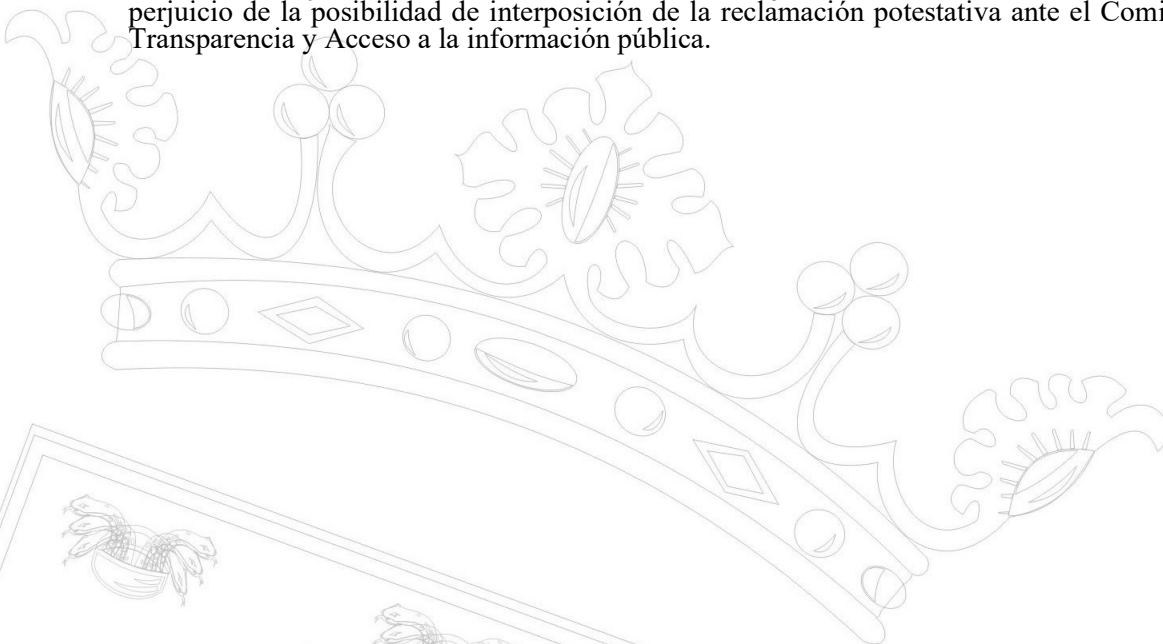 perjuicio de la posibilidad de interposición de la reclamación potestativa ante el Comi
Transparencia y Acceso a la información pública.